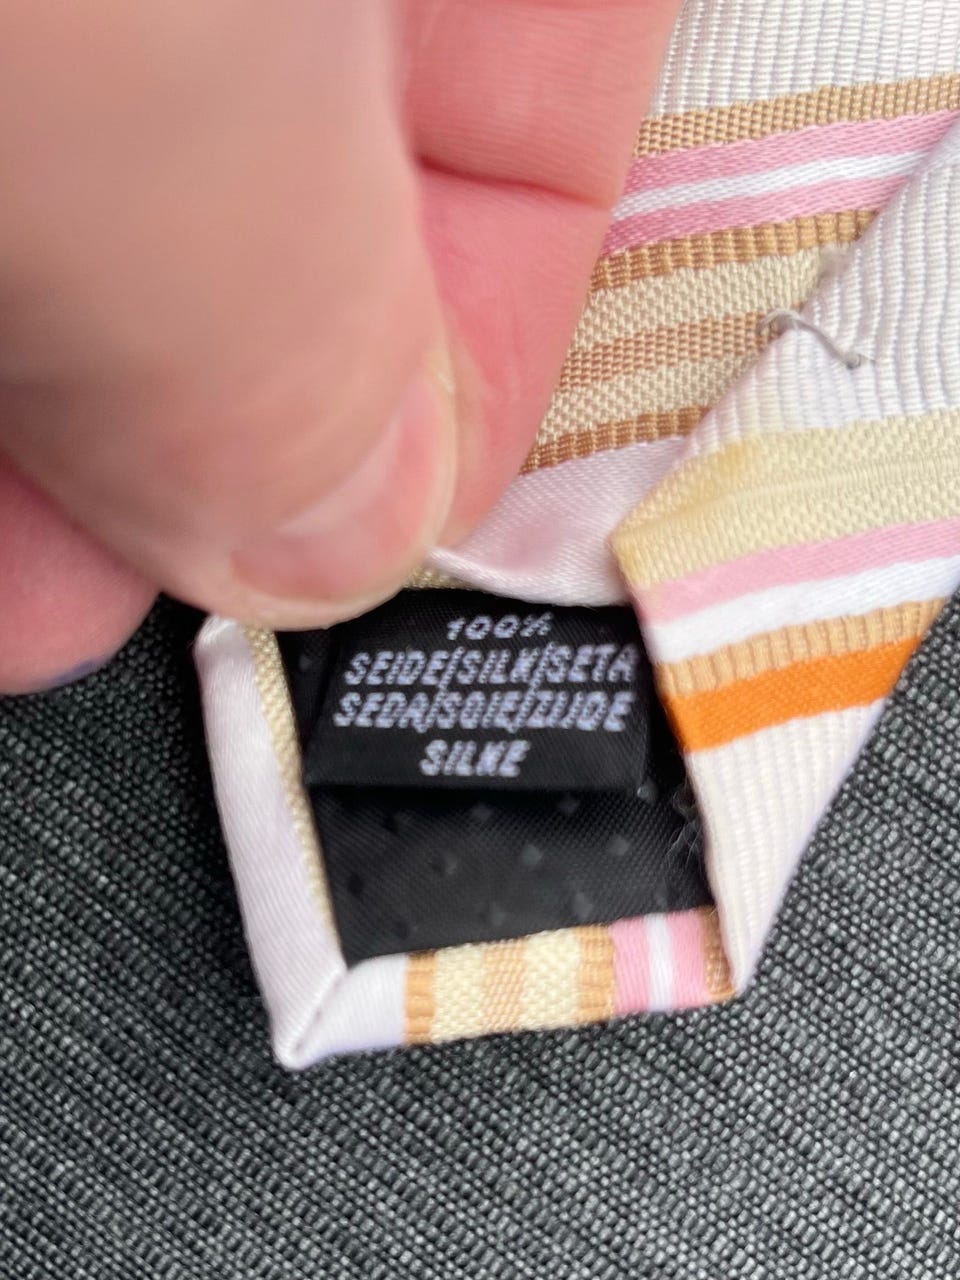 100%
SEIDE/SILK/SETA
SEDA/SOIE/ZIJDE
SILKE